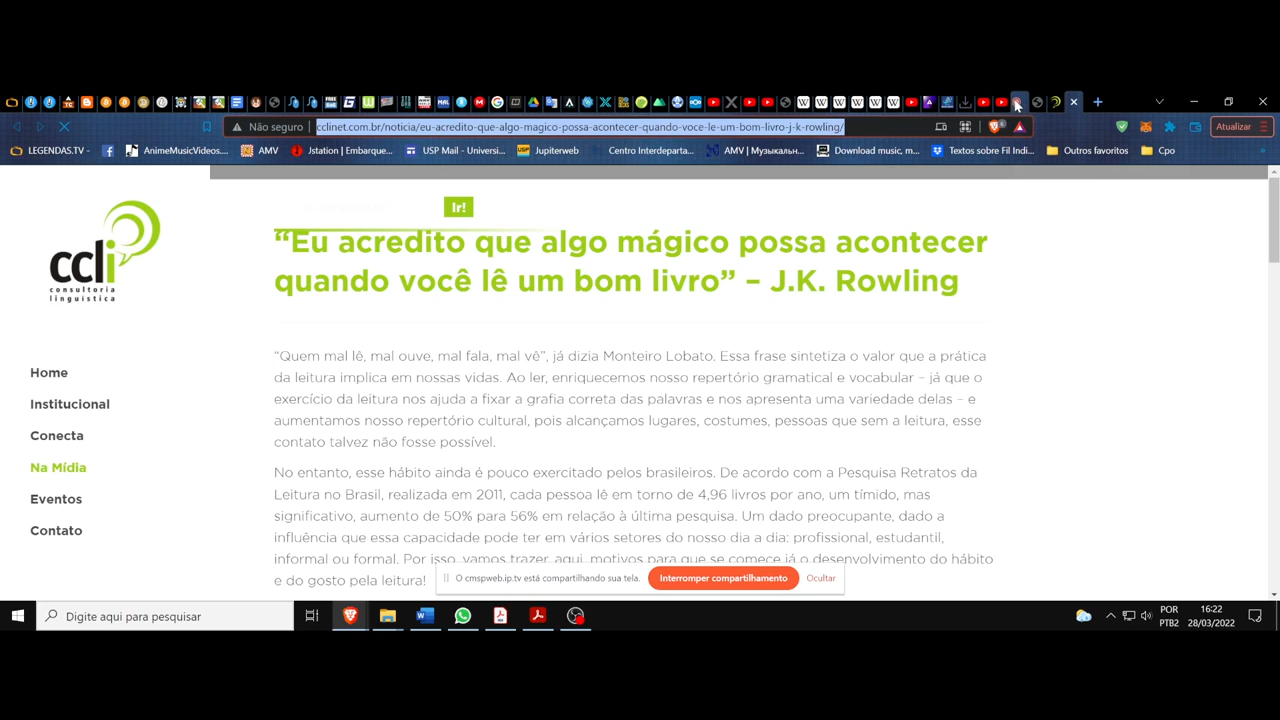 Não seguro
cclinet.com.br/noticia/eu-acredito-que-algo-magico-possa-acontecer-quando-voce-le-um-bom-livro-j-k-rowling/
Atualizar
LEGENDAS.TV -
AnimeMusicVideos...
AMV
Jstation | Embarque...
USP Mail - Universi...
Jupiterweb
Centro Interdeparta...
AMV | Музыкальн...
Download music, m...
Textos sobre Fil Indi...
Outros favoritos
Cpo
ccli
consultoria
linguística
Ir!
“Eu acredito que algo mágico possa acontecer
quando você lê um bom livro” – J.K. Rowling
Home
Institucional
Conecta
Na Mídia
Eventos
Contato
“Quem mal lê, mal ouve, mal fala, mal vê”, já dizia Monteiro Lobato. Essa frase sintetiza o valor que a prática
da leitura implica em nossas vidas. Ao ler, enriquecemos nosso repertório gramatical e vocabular – já que o
exercício da leitura nos ajuda a fixar a grafia correta das palavras e nos apresenta uma variedade delas – e
aumentamos nosso repertório cultural, pois alcançamos lugares, costumes, pessoas que sem a leitura, esse
contato talvez não fosse possível.
No entanto, esse hábito ainda é pouco exercitado pelos brasileiros. De acordo com a Pesquisa Retratos da
Leitura no Brasil, realizada em 2011, cada pessoa lê em torno de 4,96 livros por ano, um tímido, mas
significativo, aumento de 50% para 56% em relação à última pesquisa. Um dado preocupante, dado a
influência que essa capacidade pode ter em vários setores do nosso dia a dia: profissional, estudantil,
informal ou formal. Por isso, vamos trazer, aqui, motivos para que se comece já o desenvolvimento do hábito
e do gosto pela leitura!
O cmspweb.ip.tv está compartilhando sua tela.
Interromper compartilhamento
Ocultar
Digite aqui para pesquisar
POR
PTB2
16:22
28/03/2022